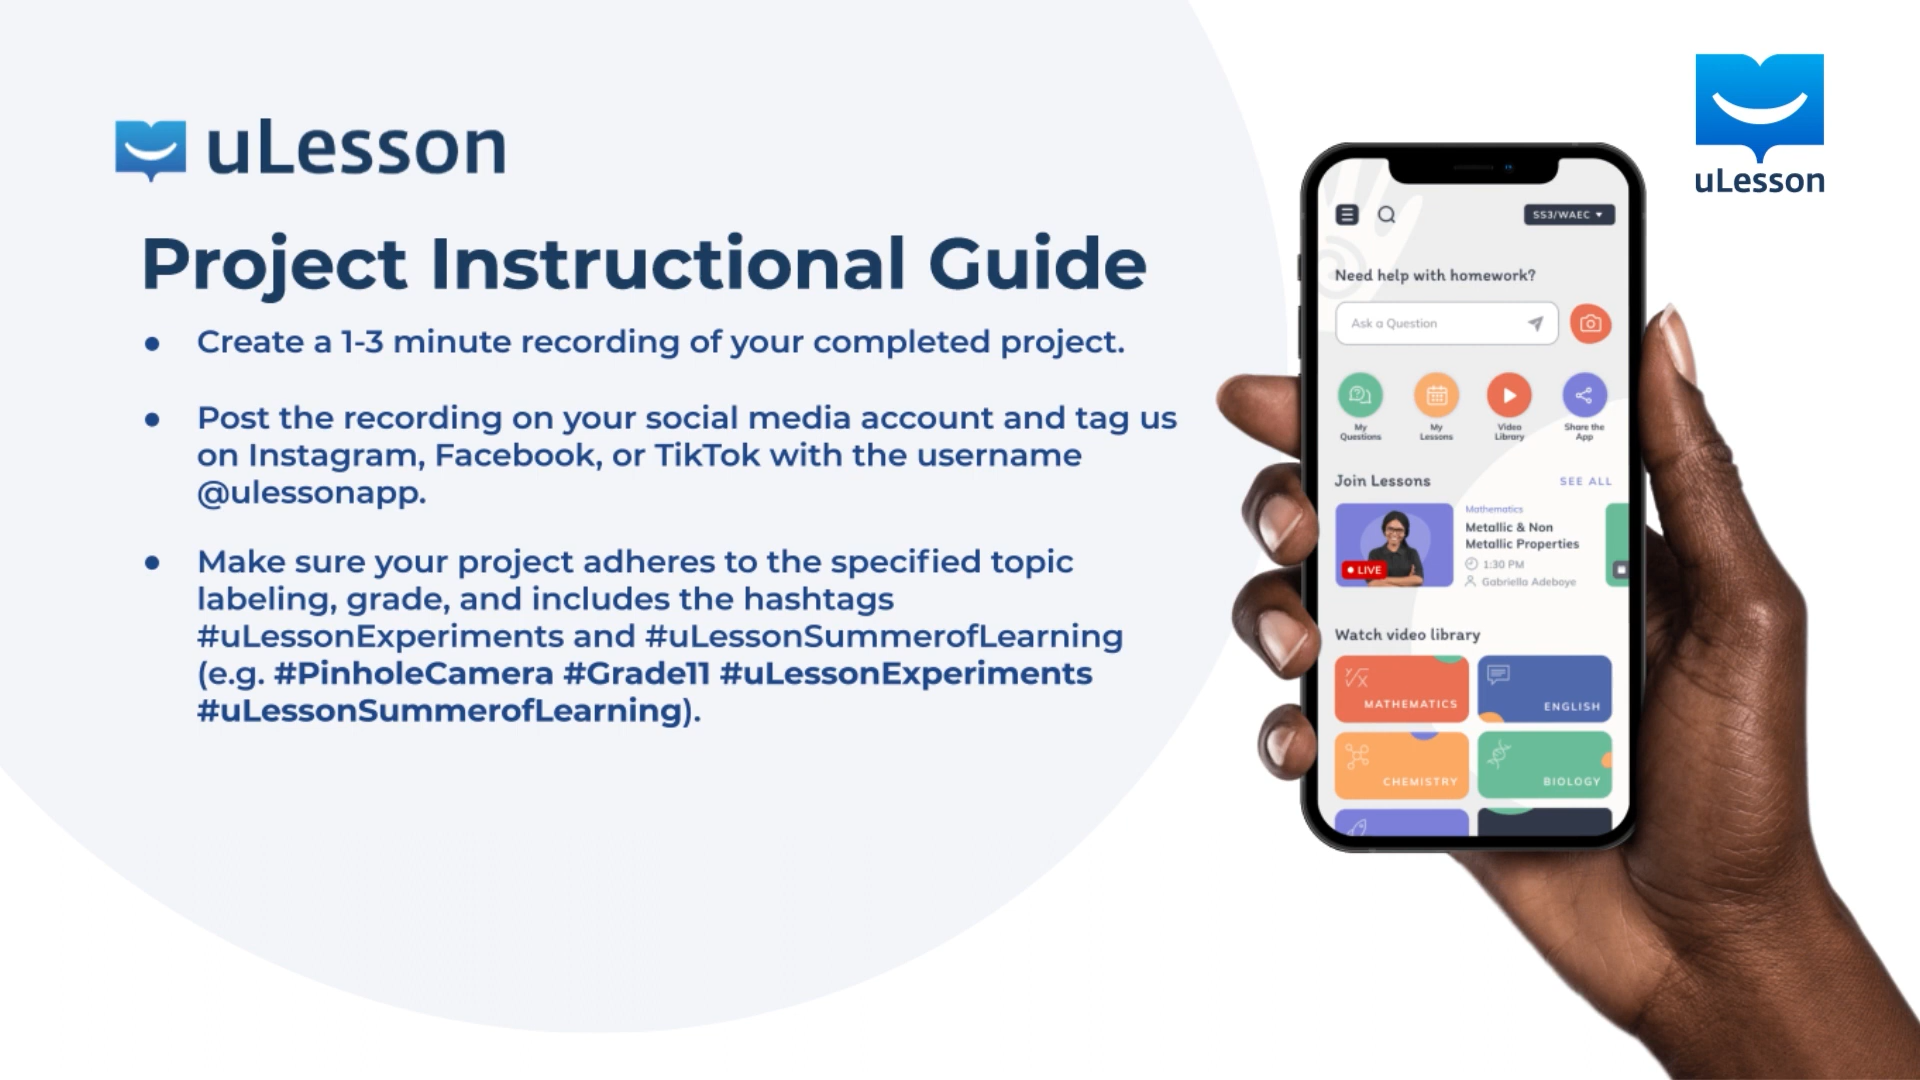 uLesson
uLesson
Project Instructional Guide
● Create a 1-3 minute recording of your completed project.
● Post the recording on your social media account and tag us
on Instagram, Facebook, or TikTok with the username
@ulessonapp.
● Make sure your project adheres to the specified topic
labeling, grade, and includes the hashtags
#uLessonExperiments and #uLessonSummerofLearning
(e.g. #PinholeCamera #Grade11 #uLessonExperiments
#uLessonSummerofLearning).
SS3/WAEC
Need help with homework?
Ask a Question
My
Questions
My
Lessons
Video
Library
Share the
App
Join Lessons
SEE ALL
LIVE
Mathematics
Metallic & Non
Metallic Properties
1:30 PM
Gabriella Adeboye
Watch video library
MATHEMATICS
ENGLISH
CHEMISTRY
BIOLOGY